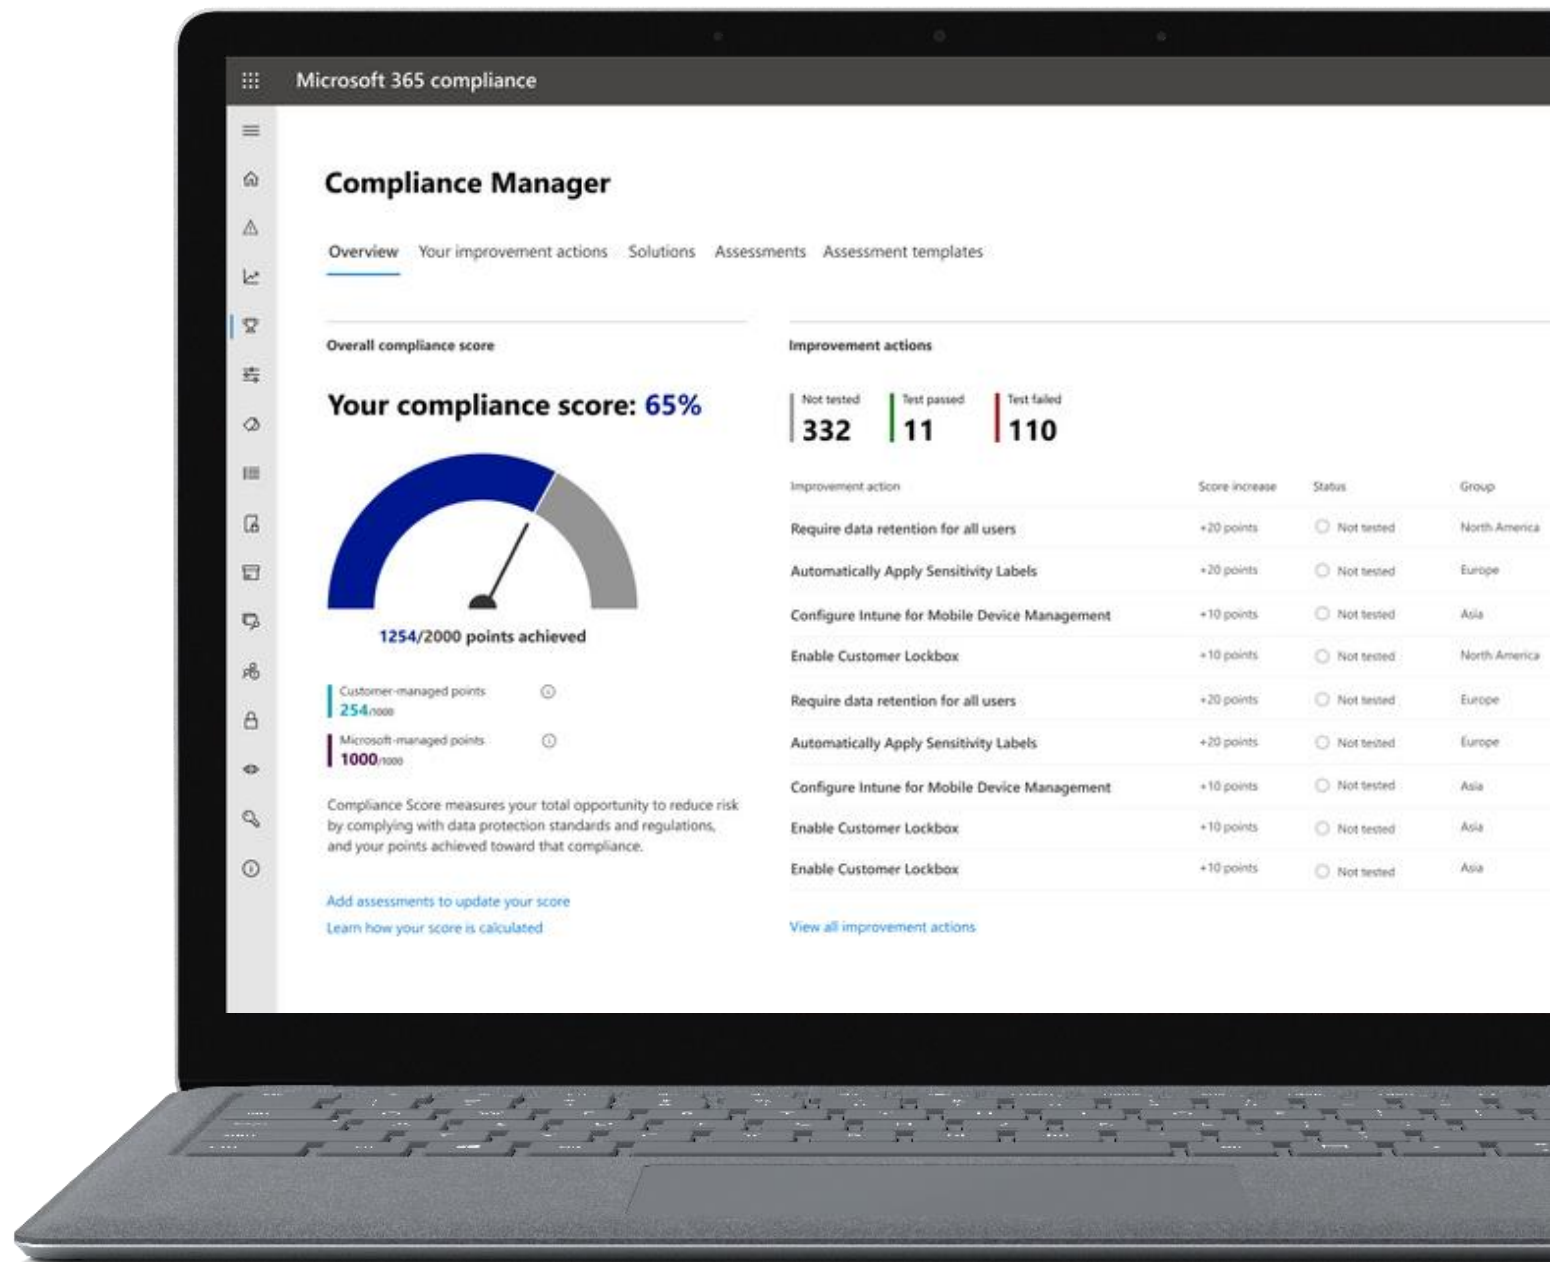 Microsoft 365 compliance
Compliance Manager
Overview Your improvement actions Solutions Assessments Assessment templates
Overall compliance score
Your compliance score: 65%
1254/2000 points achieved
Customer-managed points
254/1000
Microsoft-managed points
1000/1000
Compliance Score measures your total opportunity to reduce risk
by complying with data protection standards and regulations,
and your points achieved toward that compliance.
Add assessments to update your score
Learn how your score is calculated
Improvement actions
Not tested Test passed Test failed
332 11 110
Improvement action Score increase Status Group
Require data retention for all users +20 points Not tested North America
Automatically Apply Sensitivity Labels +20 points Not tested Europe
Configure Intune for Mobile Device Management +10 points Not tested Asia
Enable Customer Lockbox +10 points Not tested North America
Require data retention for all users +20 points Not tested Europe
Automatically Apply Sensitivity Labels +20 points Not tested Europe
Configure Intune for Mobile Device Management +10 points Not tested Asia
Enable Customer Lockbox +10 points Not tested Asia
Enable Customer Lockbox +10 points Not tested Asia
View all improvement actions